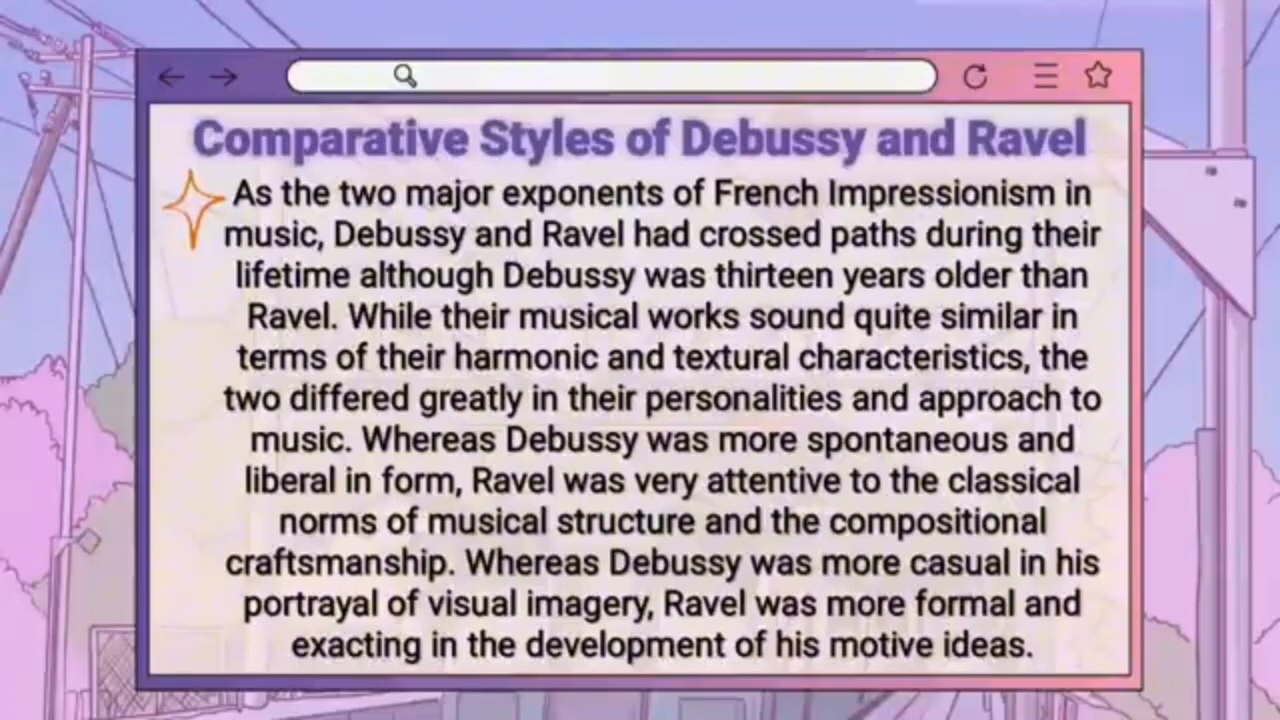 Comparative Styles of Debussy and Ravel
As the two major exponents of French Impressionism in
music, Debussy and Ravel had crossed paths during their
lifetime although Debussy was thirteen years older than
Ravel. While their musical works sound quite similar in
terms of their harmonic and textural characteristics, the
two differed greatly in their personalities and approach to
music. Whereas Debussy was more spontaneous and
liberal in form, Ravel was very attentive to the classical
norms of musical structure and the compositional
craftsmanship. Whereas Debussy was more casual in his
portrayal of visual imagery, Ravel was more formal and
exacting in the development of his motive ideas.